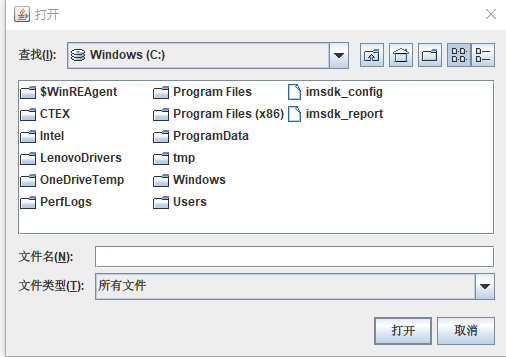 打开
查找(I): Windows (C:)
$WinREAgent Program Files imsdk_config
CTEX Program Files (x86) imsdk_report
Intel ProgramData
LenovoDrivers tmp
OneDriveTemp Windows
PerfLogs Users
文件名(N):
文件类型(T): 所有文件
打开 取消